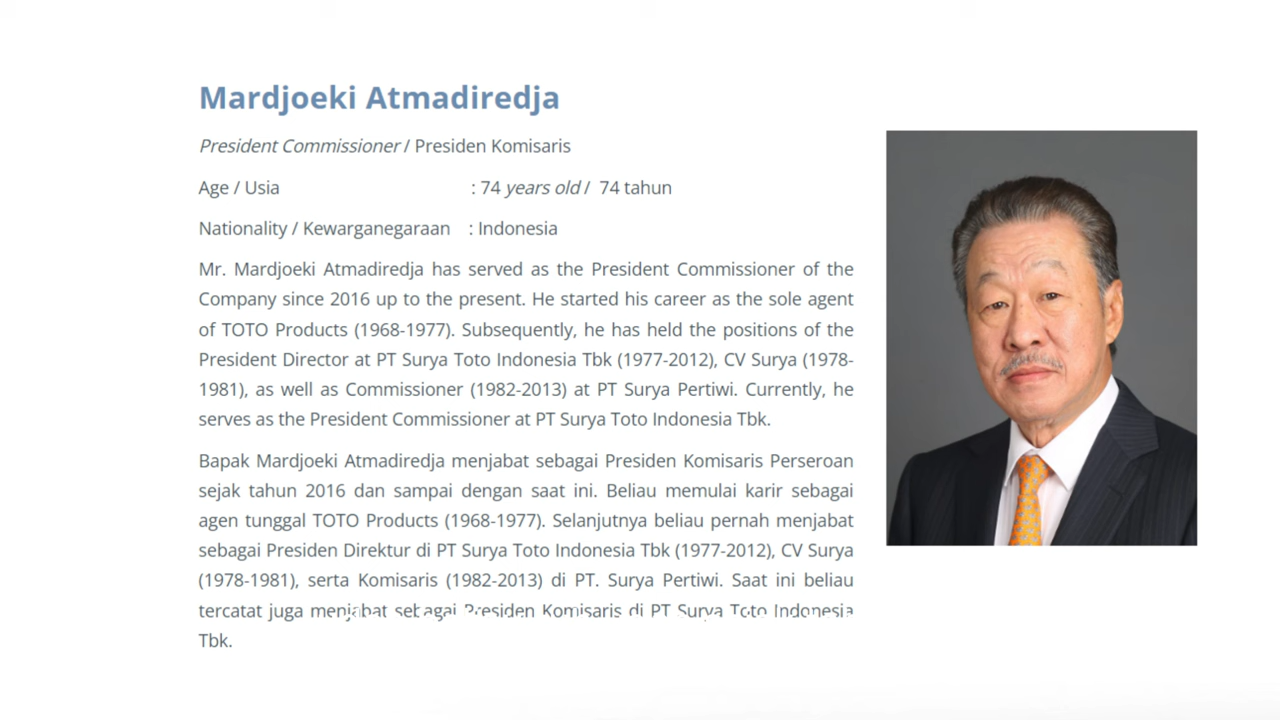 Mardjoeki Atmadiredja
President Commissioner / Presiden Komisaris
Age / Usia : 74 years old / 74 tahun
Nationality / Kewarganegaraan : Indonesia
Mr. Mardjoeki Atmadiredja has served as the President Commissioner of the
Company since 2016 up to the present. He started his career as the sole agent
of TOTO Products (1968-1977). Subsequently, he has held the positions of the
President Director at PT Surya Toto Indonesia Tbk (1977-2012), CV Surya (1978-
1981), as well as Commissioner (1982-2013) at PT Surya Pertiwi. Currently, he
serves as the President Commissioner at PT Surya Toto Indonesia Tbk.
Bapak Mardjoeki Atmadiredja menjabat sebagai Presiden Komisaris Perseroan
sejak tahun 2016 dan sampai dengan saat ini. Beliau memulai karir sebagai
agen tunggal TOTO Products (1968-1977). Selanjutnya beliau pernah menjabat
sebagai Presiden Direktur di PT Surya Toto Indonesia Tbk (1977-2012), CV Surya
(1978-1981), serta Komisaris (1982-2013) di PT. Surya Pertiwi. Saat ini beliau
tercatat juga menjabat sebagai Presiden Komisaris di PT Surya Toto Indonesia
Tbk.